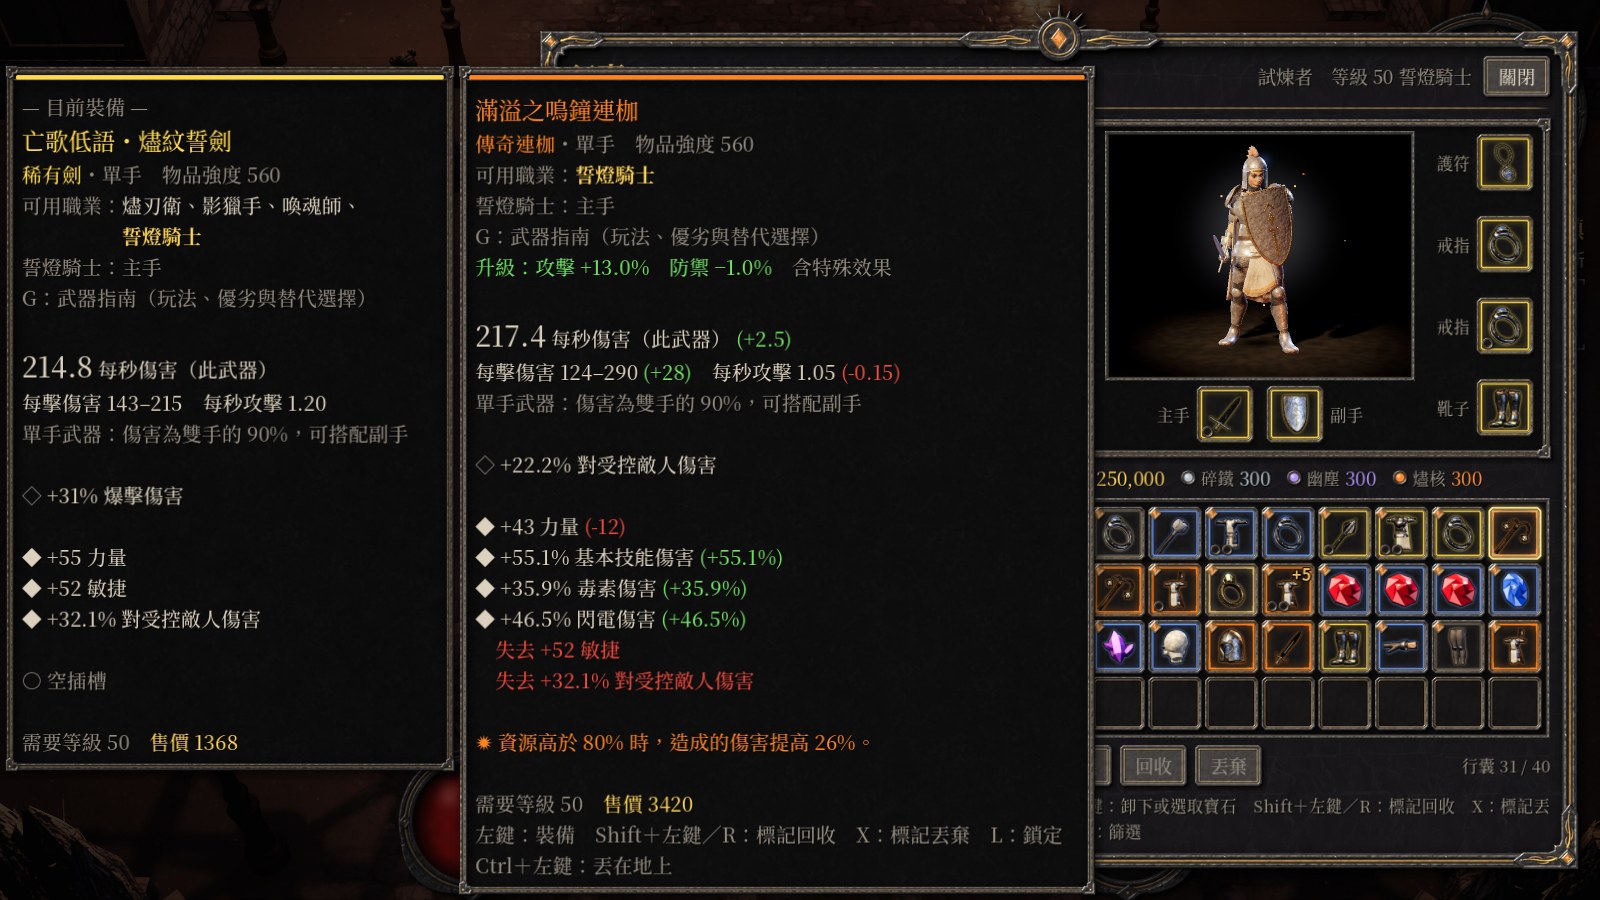 — 目前裝備 —
亡歌低語・燼紋誓劍
稀有劍・單手　物品強度 560
可用職業：燼刃衛、影獵手、喚魂師、
誓燈騎士
誓燈騎士：主手
G：武器指南（玩法、優劣與替代選擇）
214.8 每秒傷害（此武器）
每擊傷害 143–215　每秒攻擊 1.20
單手武器：傷害為雙手的 90%，可搭配副手
◇ +31% 爆擊傷害
◆ +55 力量
◆ +52 敏捷
◆ +32.1% 對受控敵人傷害
○ 空插槽
需要等級 50　售價 1368
滿溢之鳴鐘連枷
傳奇連枷・單手　物品強度 560
可用職業：誓燈騎士
誓燈騎士：主手
G：武器指南（玩法、優劣與替代選擇）
升級：攻擊 +13.0%　防禦 −1.0%　含特殊效果
217.4 每秒傷害（此武器） (+2.5)
每擊傷害 124–290 (+28)　每秒攻擊 1.05 (-0.15)
單手武器：傷害為雙手的 90%，可搭配副手
◇ +22.2% 對受控敵人傷害
◆ +43 力量 (-12)
◆ +55.1% 基本技能傷害 (+55.1%)
◆ +35.9% 毒素傷害 (+35.9%)
◆ +46.5% 閃電傷害 (+46.5%)
失去 +52 敏捷
失去 +32.1% 對受控敵人傷害
✹ 資源高於 80% 時，造成的傷害提高 26%。
需要等級 50　售價 3420
左鍵：裝備　Shift＋左鍵／R：標記回收　X：標記丟棄　L：鎖定
Ctrl＋左鍵：丟在地上
試煉者　等級 50 誓燈騎士　關閉
護符
戒指
戒指
靴子
主手　副手
250,000　碎鐵 300　幽塵 300　燼核 300
+5
回收　丟棄　行囊 31 / 40
：卸下或選取寶石　Shift＋左鍵／R：標記回收　X：標記丟
：篩選